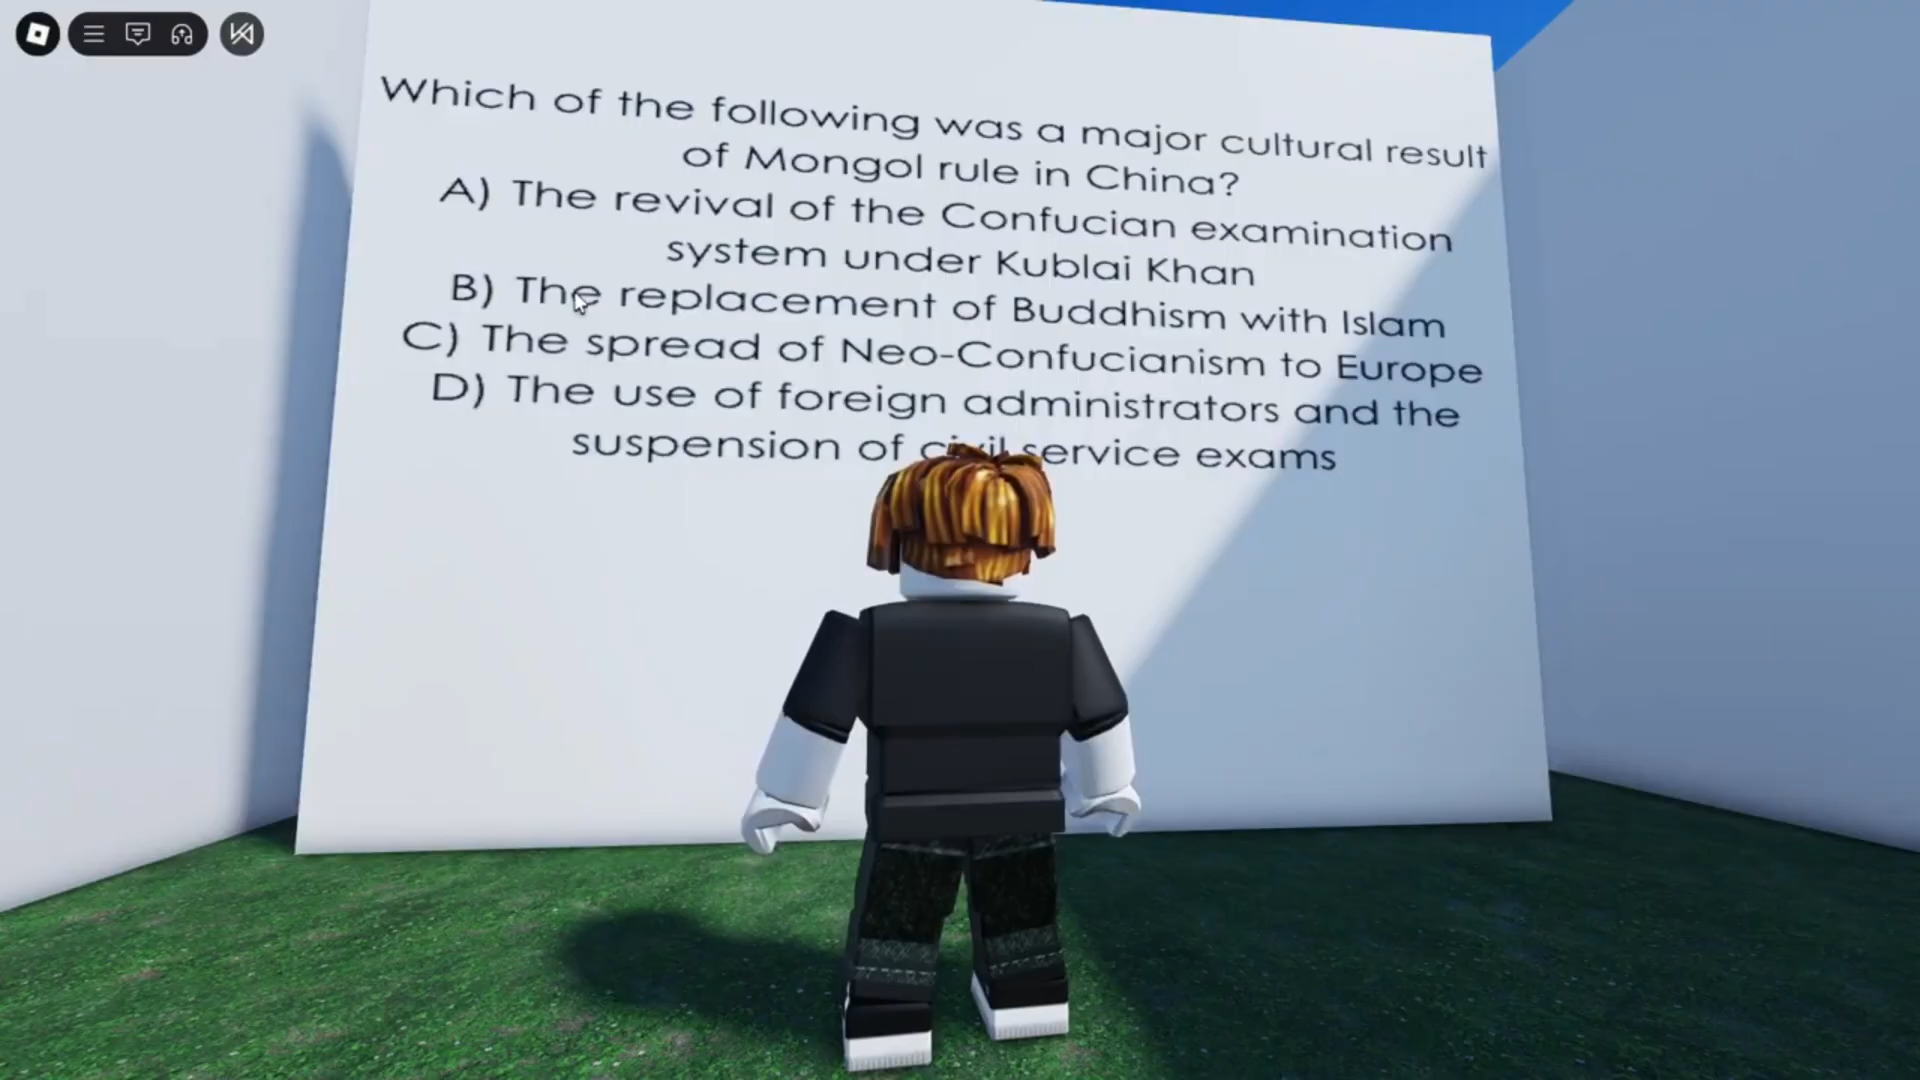 Which of the following was a major cultural result
of Mongol rule in China?
A) The revival of the Confucian examination
system under Kublai Khan
B) The replacement of Buddhism with Islam
C) The spread of Neo-Confucianism to Europe
D) The use of foreign administrators and the
suspension of civil service exams